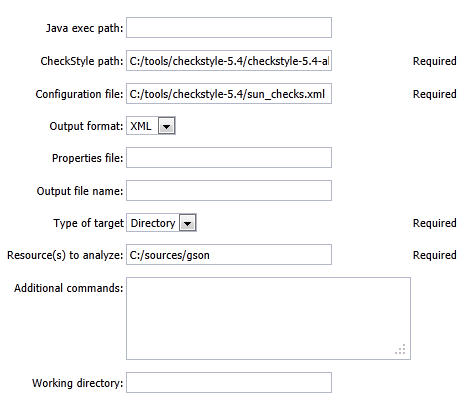 Java exec path:
CheckStyle path: C:/tools/checkstyle-5.4/checkstyle-5.4-al Required
Configuration file: C:/tools/checkstyle-5.4/sun_checks.xml Required
Output format: XML
Properties file:
Output file name:
Type of target Directory Required
Resource(s) to analyze: C:/sources/gson Required
Additional commands:
Working directory: